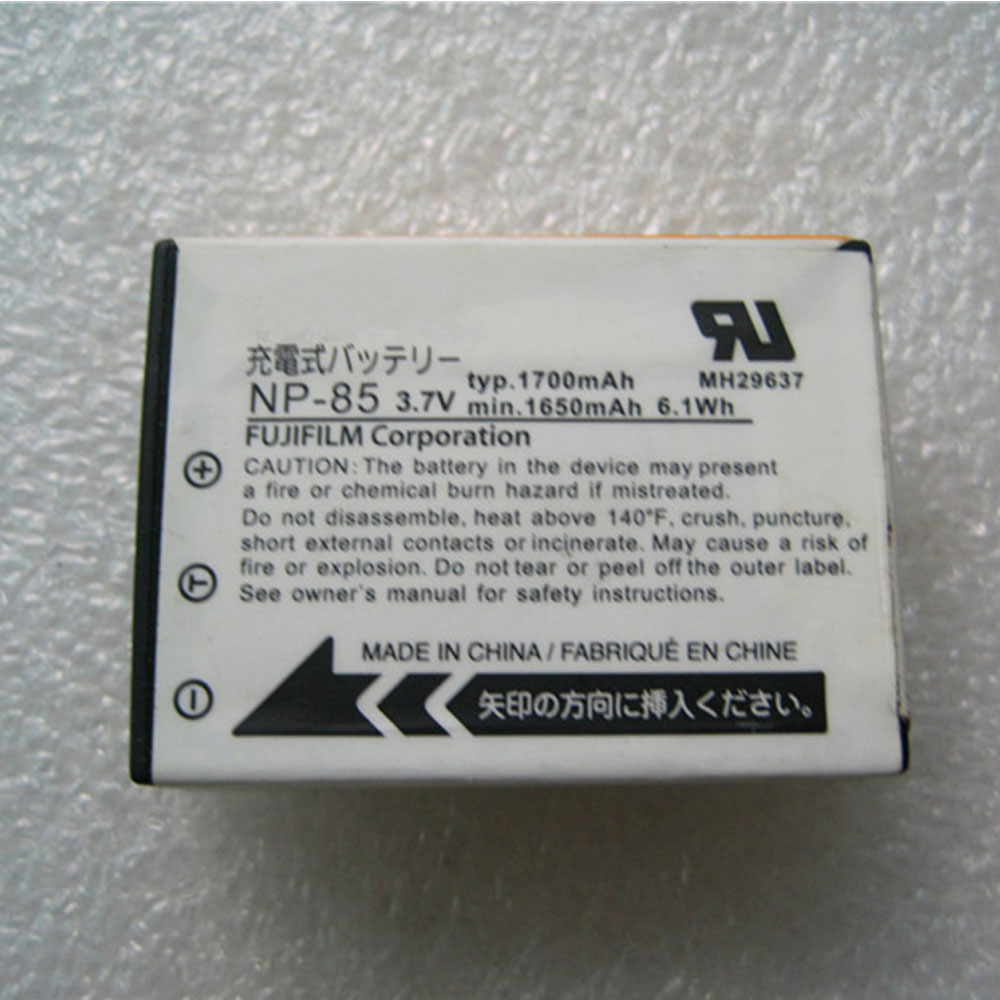 充電式バッテリー
NP-85 3.7V typ.1700mAh
min.1650mAh 6.1Wh
MH29637
FUJIFILM Corporation
CAUTION: The battery in the device may present
a fire or chemical burn hazard if mistreated.
Do not disassemble, heat above 140°F, crush, puncture,
short external contacts or incinerate. May cause a risk of
fire or explosion. Do not tear or peel off the outer label.
See owner's manual for safety instructions.
+
T
−
MADE IN CHINA / FABRIQUÉ EN CHINE
矢印の方向に挿入ください。